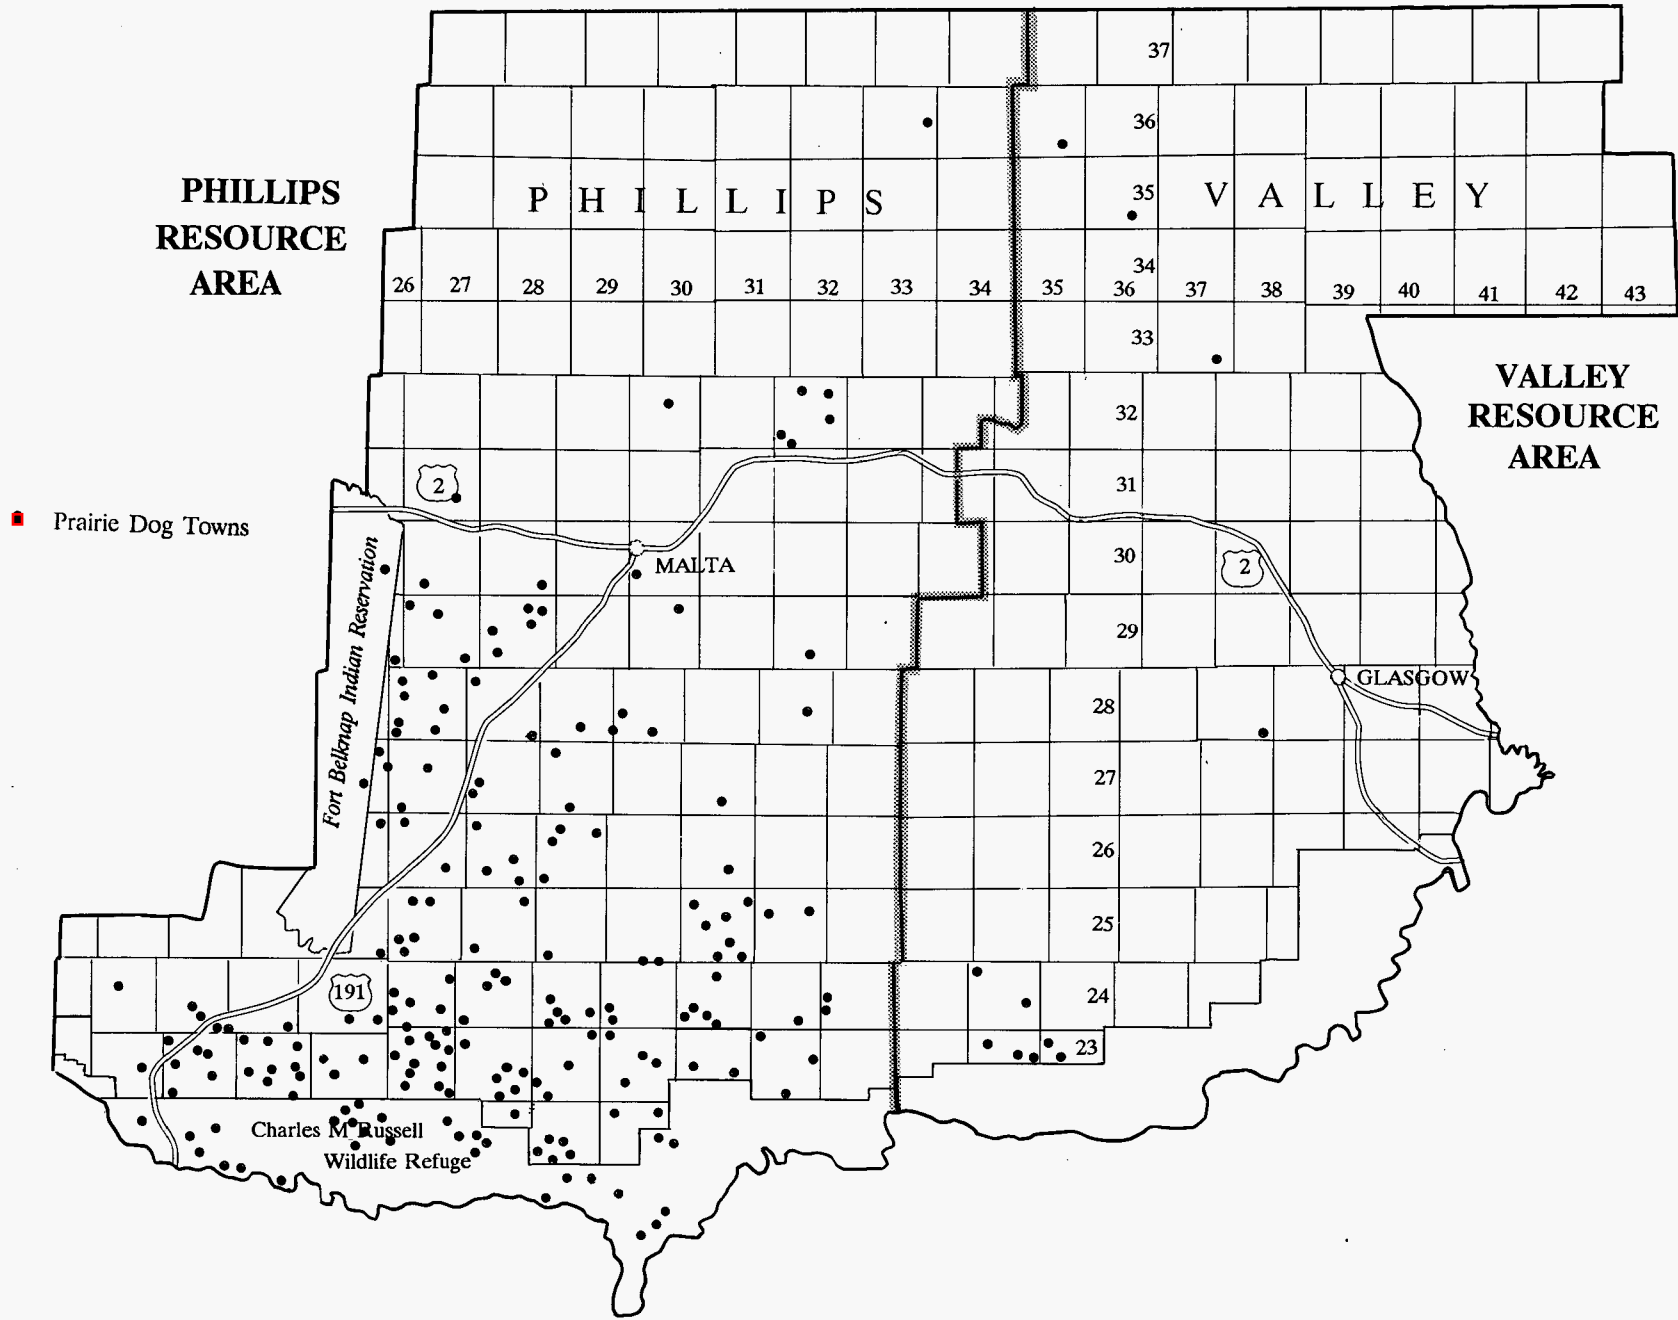 37
36
PHILLIPS
RESOURCE
AREA
PHILLIPS
35
VALLEY
34
26 27 28 29 30 31 32 33 34 35 36 37 38 39 40 41 42 43
33
VALLEY
RESOURCE
AREA
32
2
31
Prairie Dog Towns
MALTA
30
2
Fort Belknap Indian Reservation
29
GLASGOW
28
27
26
25
191
24
23
Charles M Russell
Wildlife Refuge